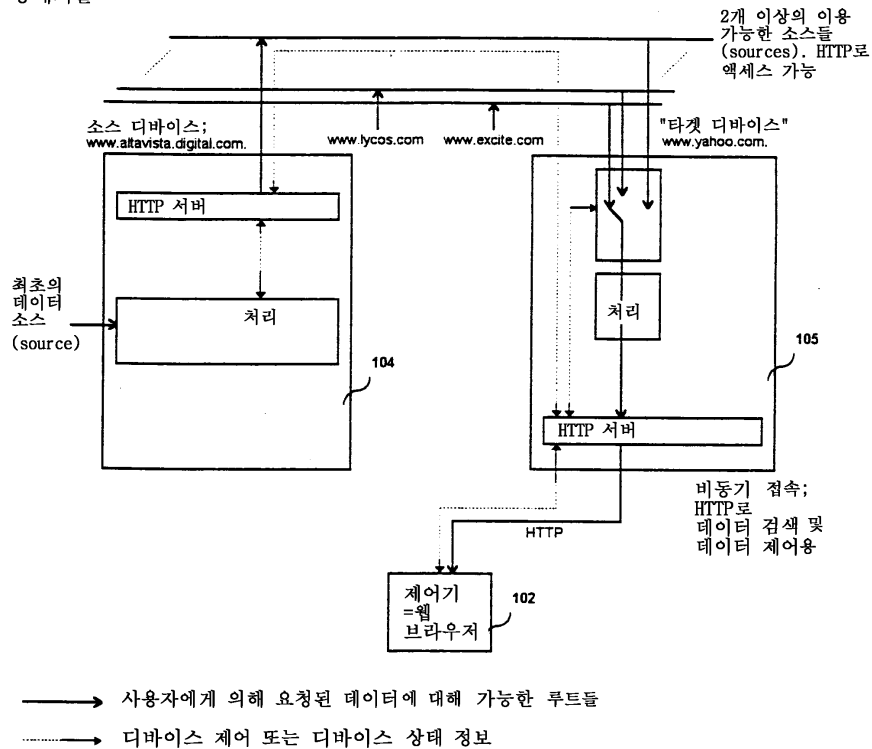 2개 이상의 이용
가능한 소스들
(sources). HTTP로
액세스 가능
소스 디바이스;
www.altavista.digital.com.
www.lycos.com
www.excite.com
"타겟 디바이스"
www.yahoo.com.
HTTP 서버
처리
최초의
데이터
소스
(source)
104
처리
105
HTTP 서버
비동기 접속;
HTTP로
데이터 검색 및
데이터 제어용
HTTP
제어기
=웹
브라우저
102
사용자에게 의해 요청된 데이터에 대해 가능한 루트들
디바이스 제어 또는 디바이스 상태 정보